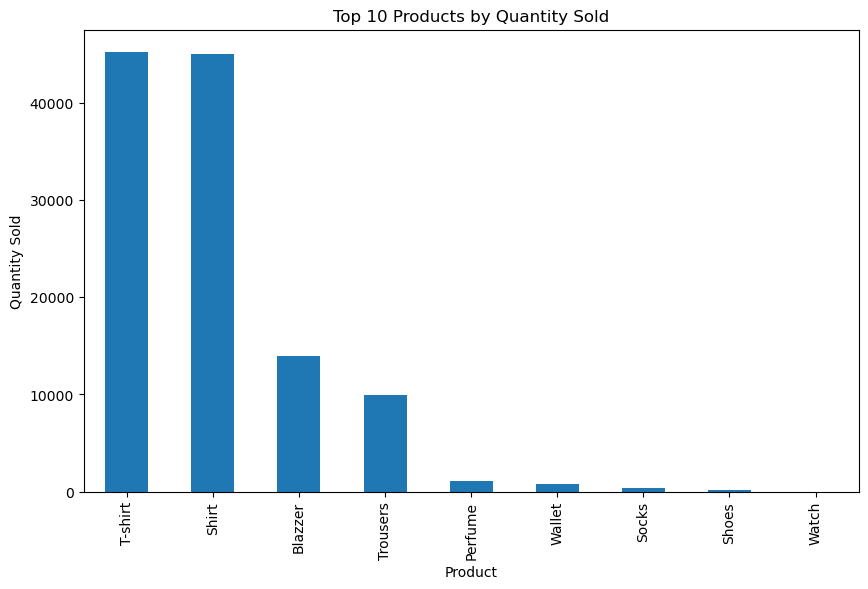 Top 10 Products by Quantity Sold
Quantity Sold
40000
30000
20000
10000
0
T-shirt
Shirt
Blazzer
Trousers
Perfume
Wallet
Socks
Shoes
Watch
Product